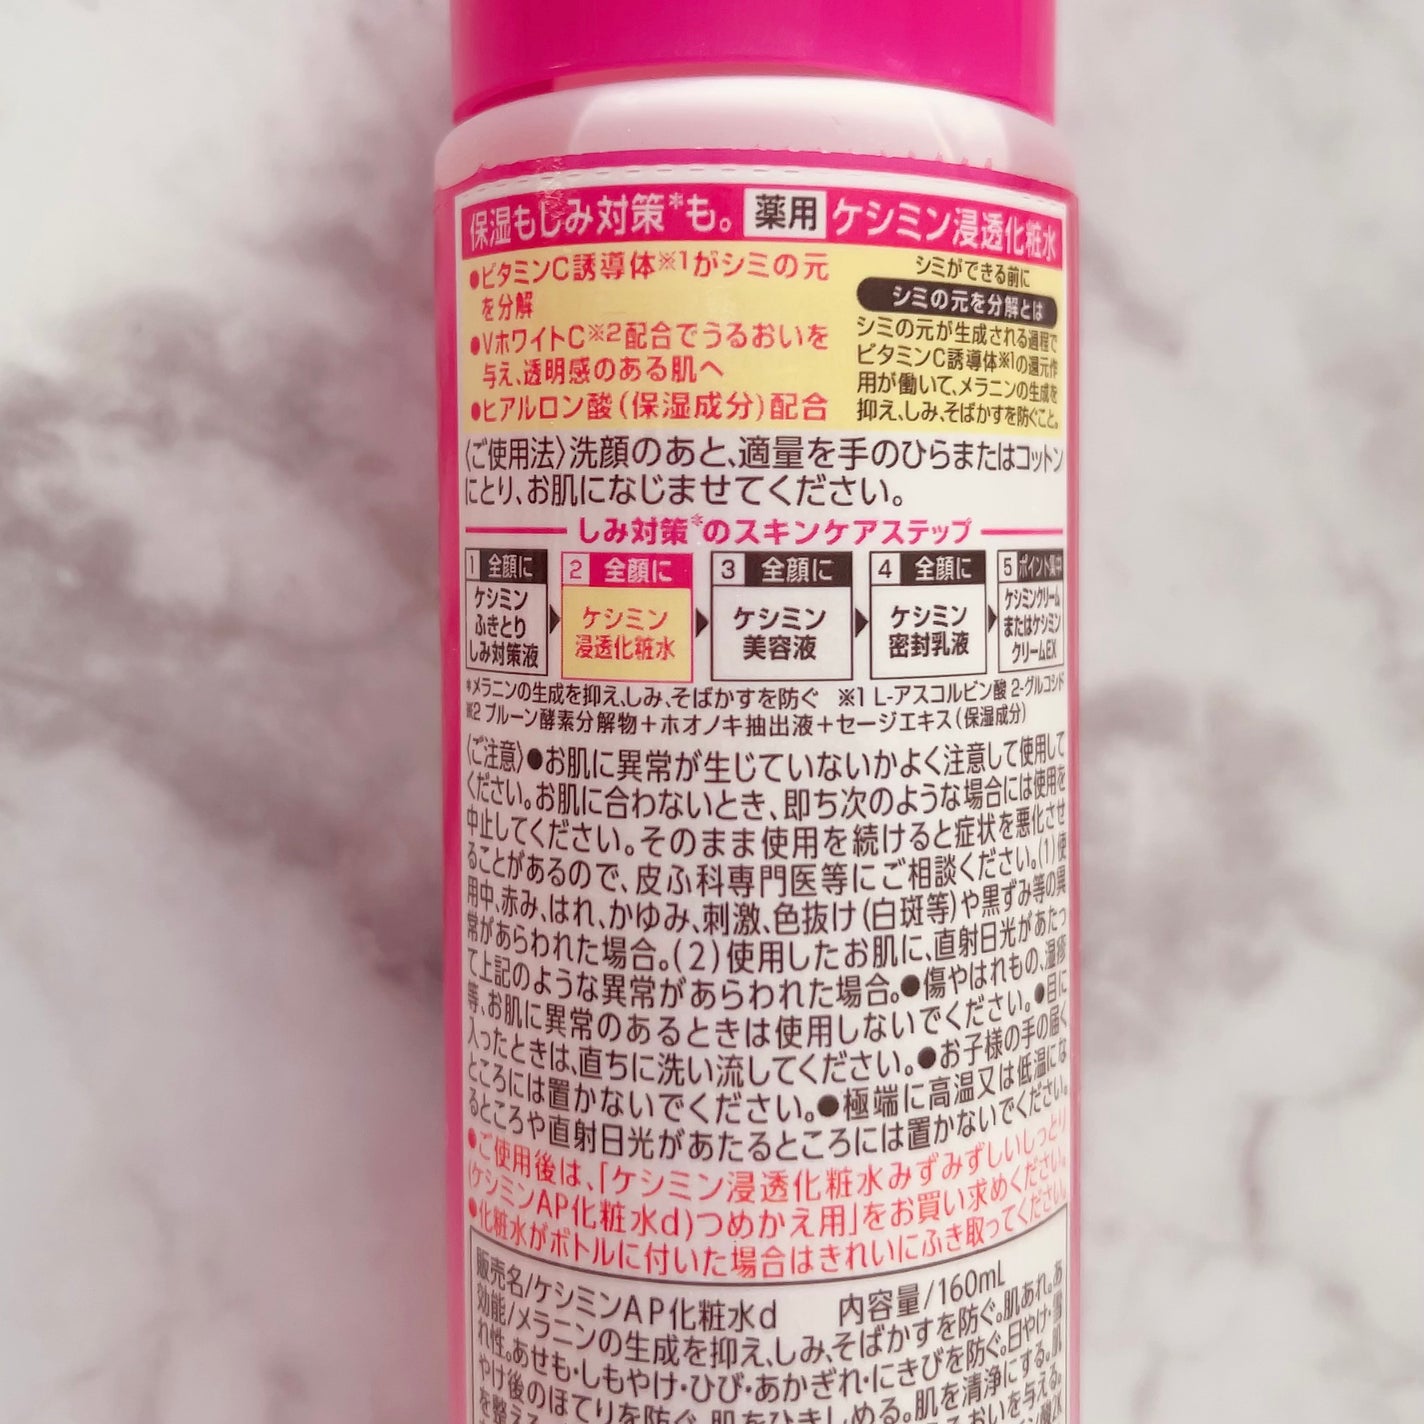 保湿もしみ対策*も。 薬用 ケシミン浸透化粧水
●ビタミンC誘導体※1がシミの元
を分解
●VホワイトC※2配合でうるおいを
与え、透明感のある肌へ
●ヒアルロン酸(保湿成分)配合
シミができる前に
シミの元を分解とは
シミの元が生成される過程で
ビタミンC誘導体※1の還元作
用が働いて、メラニンの生成を
抑え、しみ、そばかすを防ぐこと。
〈ご使用法〉洗顔のあと、適量を手のひらまたはコットン
にとり、お肌になじませてください。
しみ対策*のスキンケアステップ
1 全顔に
ケシミン
ふきとり
しみ対策液
2 全顔に
ケシミン
浸透化粧水
3 全顔に
ケシミン
美容液
4 全顔に
ケシミン
密封乳液
5 ポイント集中
ケシミンクリーム
またはケシミン
クリームEX
*メラニンの生成を抑え、しみ、そばかすを防ぐ ※1 L-アスコルビン酸 2-グルコシド
※2 プルーン酵素分解物+ホオノキ抽出液+セージエキス(保湿成分)
〈ご注意〉●お肌に異常が生じていないかよく注意して使用して
ください。お肌に合わないとき、即ち次のような場合には使用を
中止してください。そのまま使用を続けると症状を悪化させ
ることがあるので、皮ふ科専門医等にご相談ください。(1)使
用中、赤み、はれ、かゆみ、刺激、色抜け(白斑等)や黒ずみ等の異
常があらわれた場合。(2)使用したお肌に、直射日光があたっ
て上記のような異常があらわれた場合。●傷やはれもの、湿疹
等、お肌に異常のあるときは使用しないでください。●目に
入ったときは、直ちに洗い流してください。●お子様の手の届く
ところには置かないでください。●極端に高温又は低温にな
るところや直射日光があたるところには置かないでください。
●ご使用後は、「ケシミン浸透化粧水みずみずしいしっとり
(ケシミンAP化粧水d)つめかえ用」をお買い求めください。
●化粧水がボトルに付いた場合はきれいにふき取ってください。
販売名/ケシミンAP化粧水d 内容量/160mL
効能/メラニンの生成を抑え、しみ、そばかすを防ぐ。肌あれ。あ
れ性。あせも・しもやけ・ひび・あかぎれ・にきびを防ぐ。日やけ・雪
やけ後のほてりを防ぐ。肌をひきしめる。肌を清浄にする。肌
を整える。
おいを与える。